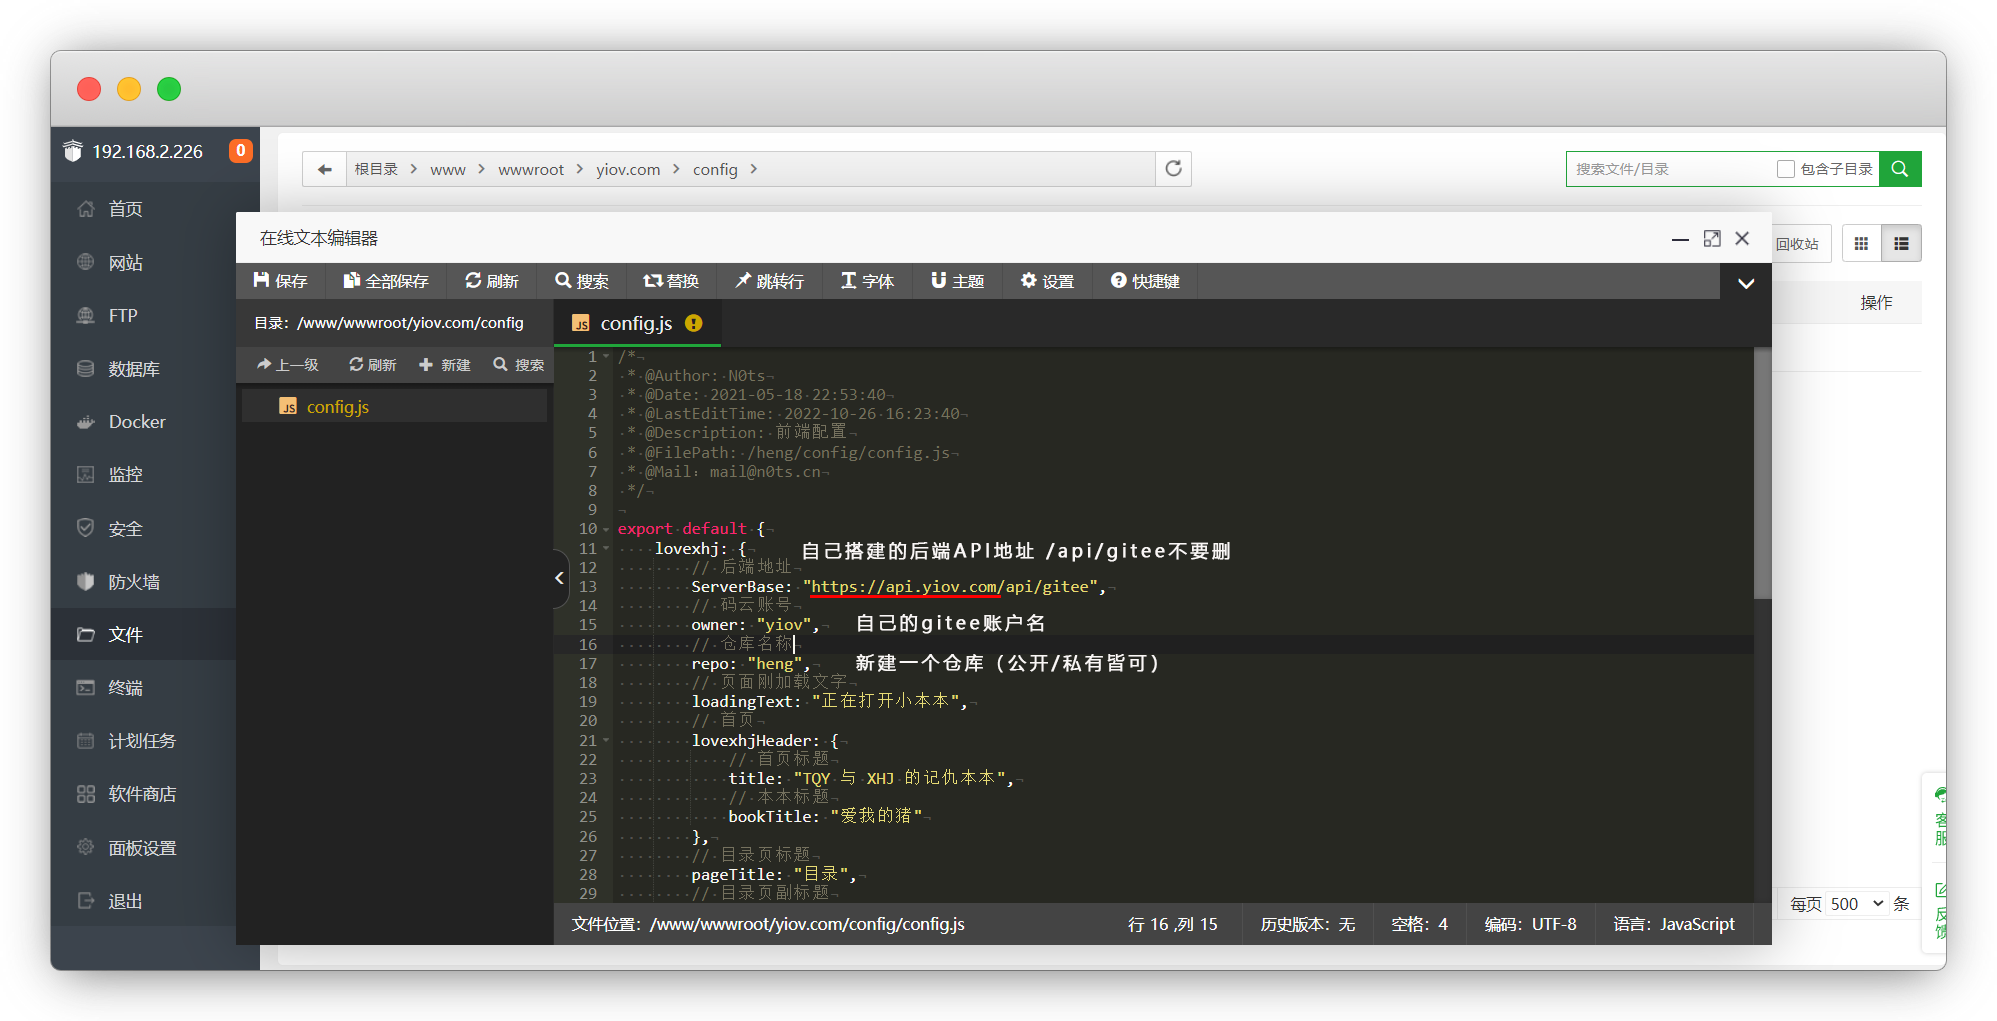 192.168.2.226
0
首页
网站
FTP
数据库
Docker
监控
安全
防火墙
文件
终端
计划任务
软件商店
面板设置
退出
根目录 > www > wwwroot > yiov.com > config >
搜索文件/目录
包含子目录
回收站
操作
在线文本编辑器
保存
全部保存
刷新
搜索
替换
跳转行
字体
主题
设置
快捷键
目录：/www/wwwroot/yiov.com/config
上一级
刷新
新建
搜索
config.js
config.js
1 /*
2 * @Author: N0ts
3 * @Date: 2021-05-18 22:53:40
4 * @LastEditTime: 2022-10-26 16:23:40
5 * @Description: 前端配置
6 * @FilePath: /heng/config/config.js
7 * @Mail：mail@n0ts.cn
8 */
9
10 export default {
11 lovexhj: {
自己搭建的后端API地址 /api/gitee不要删
12 // 后端地址
13 ServerBase: "https://api.yiov.com/api/gitee",
14 // 码云账号
15 owner: "yiov",
自己的gitee账户名
16 // 仓库名称
17 repo: "heng",
新建一个仓库（公开/私有皆可）
18 // 页面刚加载文字
19 loadingText: "正在打开小本本",
20 // 首页
21 lovexhjHeader: {
22 // 首页标题
23 title: "TQY 与 XHJ 的记仇本本",
24 // 本本标题
25 bookTitle: "爱我的猪"
26 },
27 // 目录页标题
28 pageTitle: "目录",
29 // 目录页副标题
文件位置：/www/wwwroot/yiov.com/config/config.js
行 16 ,列 15
历史版本：无
空格：4
编码：UTF-8
语言：JavaScript
客服
反馈
每页 500 条